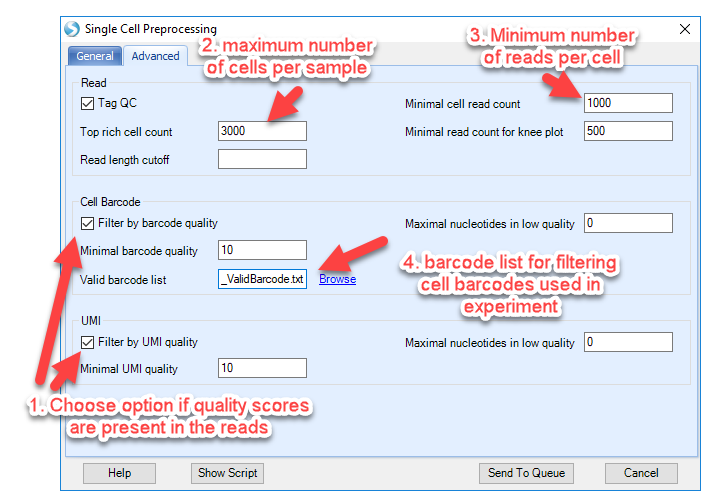 Single Cell Preprocessing
General
Advanced
2. maximum number
of cells per sample
3. Minimum number
of reads per cell
Read
Tag QC
Minimal cell read count
1000
Top rich cell count
3000
Minimal read count for knee plot
500
Read length cutoff
Cell Barcode
Filter by barcode quality
Maximal nucleotides in low quality
0
Minimal barcode quality
10
Valid barcode list
_ValidBarcode.txt
Browse
4. barcode list for filtering
cell barcodes used in
experiment
UMI
Filter by UMI quality
Maximal nucleotides in low quality
0
Minimal UMI quality
10
1. Choose option if quality scores
are present in the reads
Help
Show Script
Send To Queue
Cancel